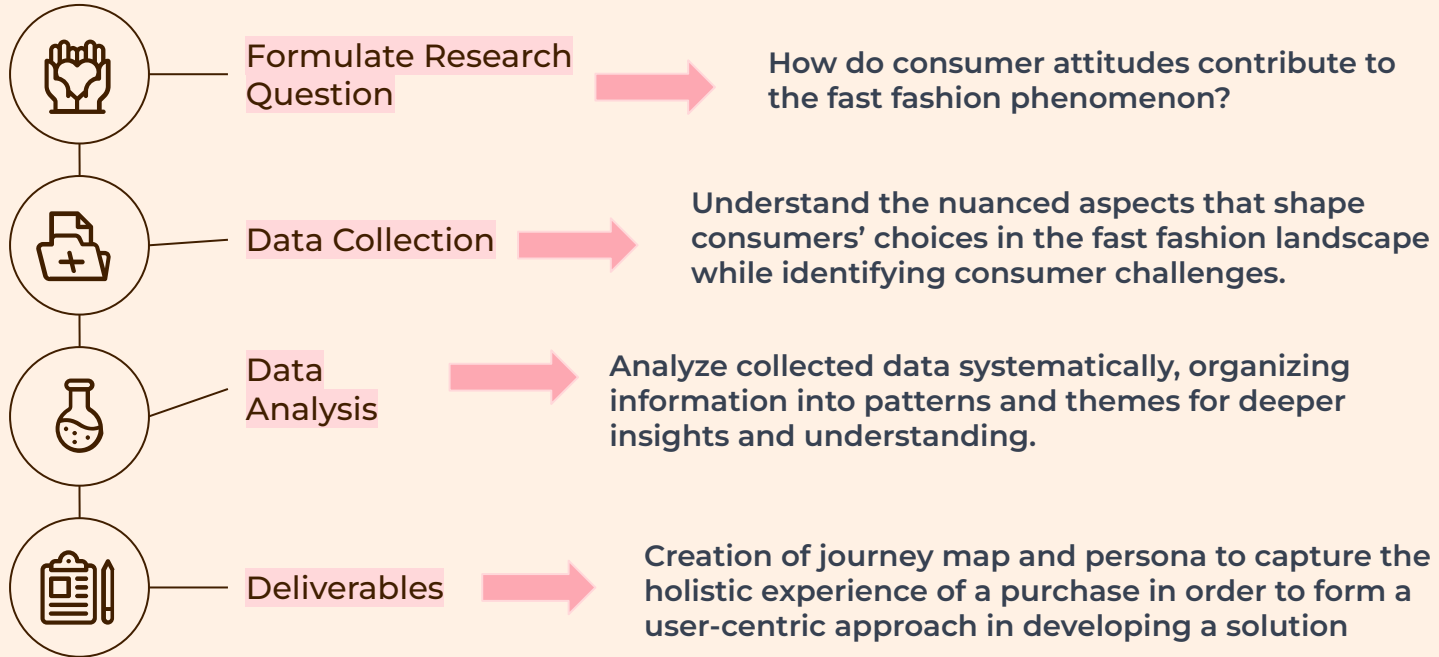 Formulate Research
Question
How do consumer attitudes contribute to
the fast fashion phenomenon?
Data Collection
Understand the nuanced aspects that shape
consumers’ choices in the fast fashion landscape
while identifying consumer challenges.
Data
Analysis
Analyze collected data systematically, organizing
information into patterns and themes for deeper
insights and understanding.
Deliverables
Creation of journey map and persona to capture the
holistic experience of a purchase in order to form a
user-centric approach in developing a solution